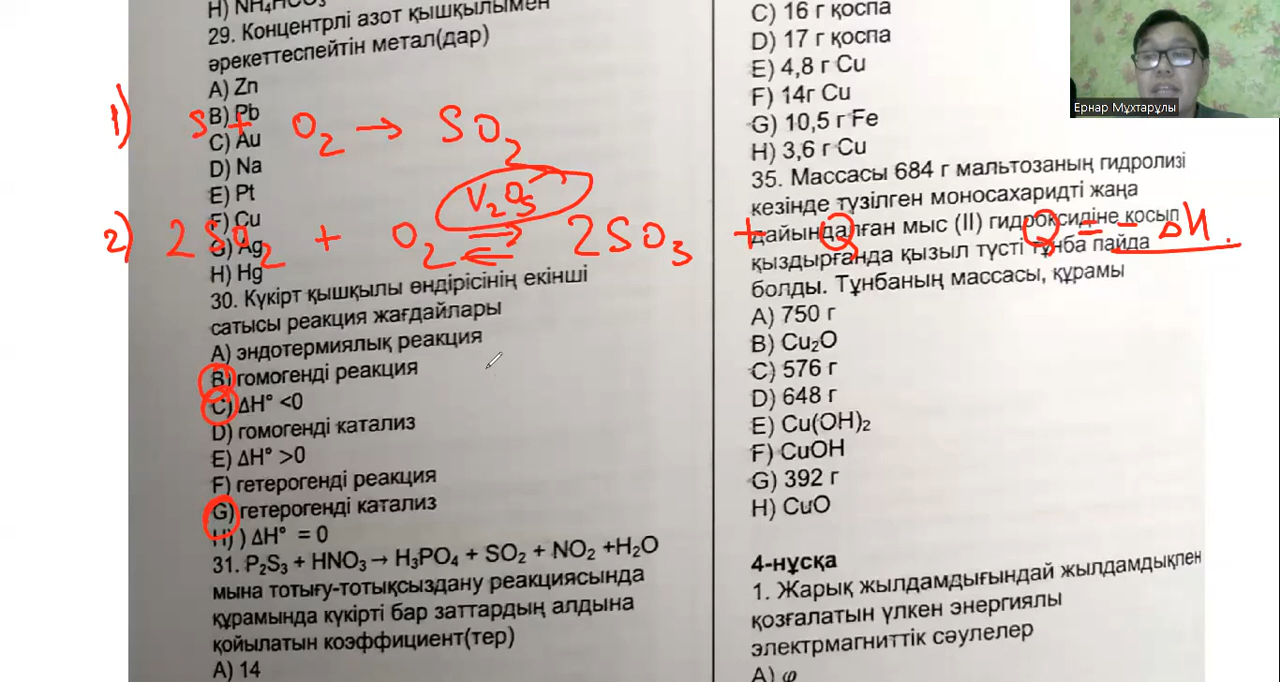 H) NH4HCO3
29. Концентрлі азот қышқылымен
әрекеттеспейтін метал(дар)
A) Zn
B) Pb
C) Au
D) Na
E) Pt
F) Cu
G) Ag
H) Hg
1) S + O2 → SO2
V2O5
2) 2SO2 + O2 ⇌ 2SO3 + Q
Q = - ΔH.
30. Күкірт қышқылы өндірісінің екінші
сатысы реакция жағдайлары
A) эндотермиялық реакция
B) гомогенді реакция
C) ΔH° <0
D) гомогенді катализ
E) ΔH° >0
F) гетерогенді реакция
G) гетерогенді катализ
H) ) ΔH° = 0
31. P2S3 + HNO3 → H3PO4 + SO2 + NO2 +H2O
мына тотығу-тотықсыздану реакциясында
құрамында күкірті бар заттардың алдына
қойылатын коэффициент(тер)
A) 14
C) 16 г қоспа
D) 17 г қоспа
E) 4,8 г Cu
F) 14г Cu
G) 10,5 г Fe
H) 3,6 г Cu
35. Массасы 684 г мальтозаның гидролизі
кезінде түзілген моносахаридті жаңа
дайындалған мыс (II) гидроксидіне қосып
қыздырғанда қызыл түсті тұнба пайда
болды. Тұнбаның массасы, құрамы
A) 750 г
B) Cu2O
C) 576 г
D) 648 г
E) Cu(OH)2
F) CuOH
G) 392 г
H) CuO
4-нұсқа
1. Жарық жылдамдығындай жылдамдықпен
қозғалатын үлкен энергиялы
электрмагниттік сәулелер
A) φ
Ернар Мұхтарұлы